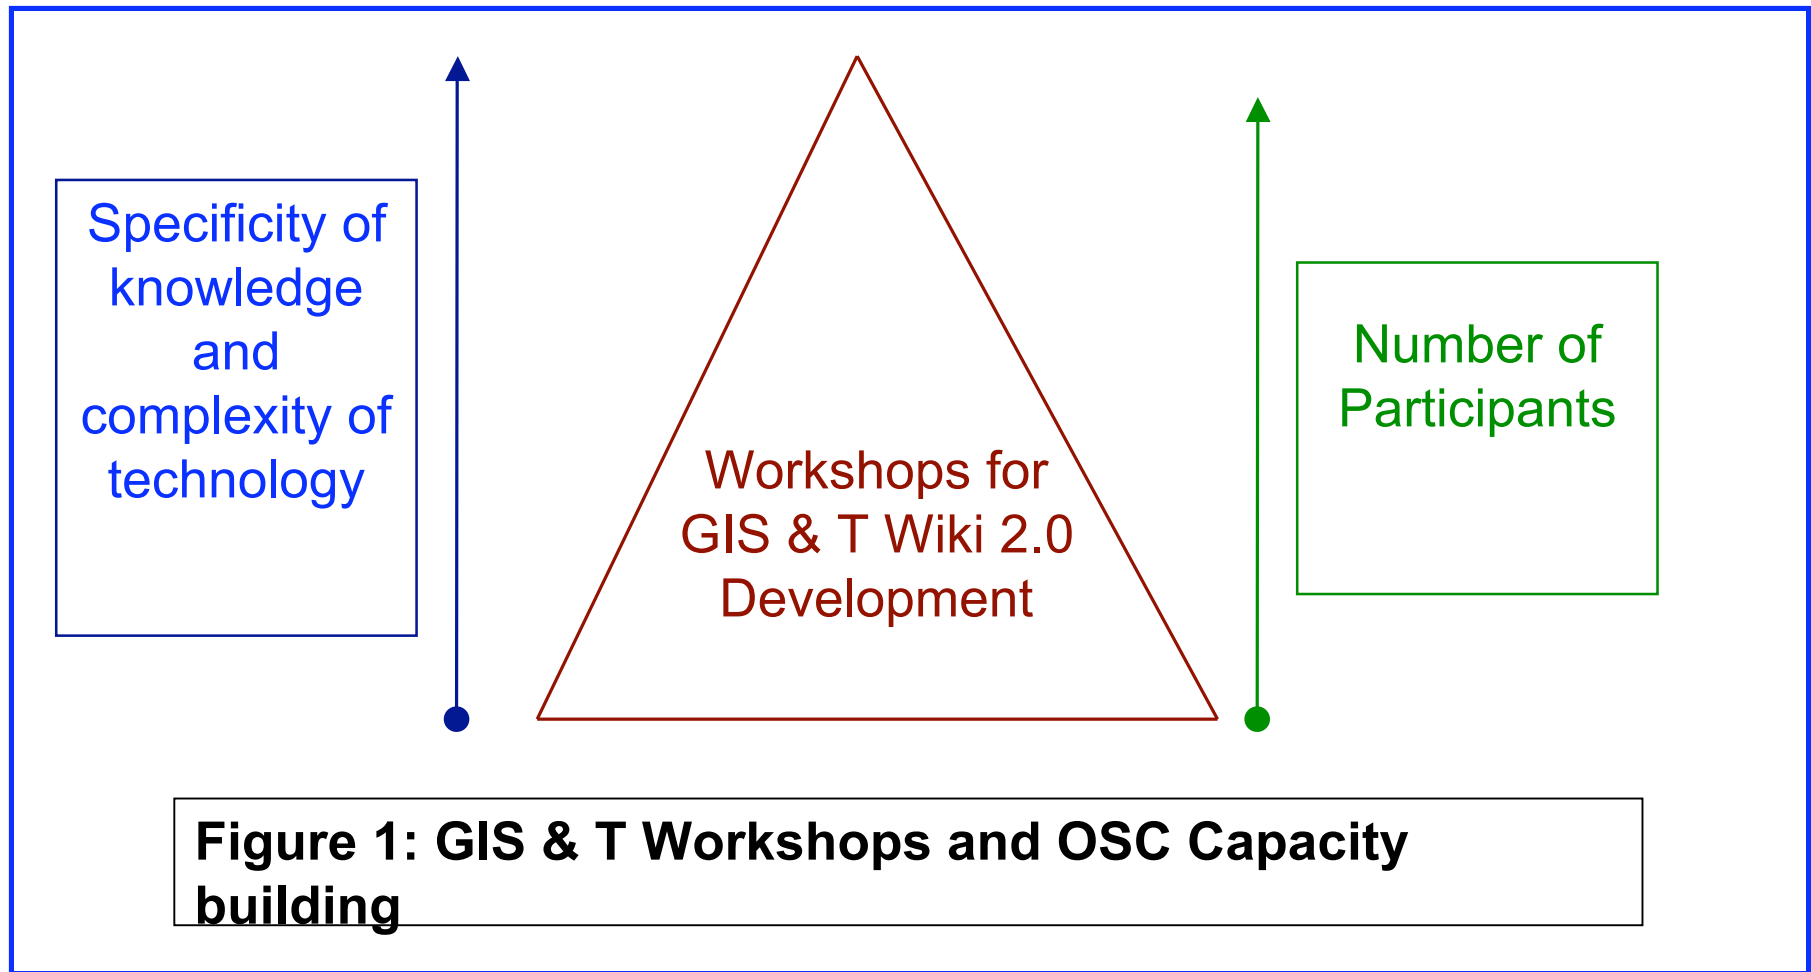 Specificity of
knowledge
and
complexity of
technology
Workshops for
GIS & T Wiki 2.0
Development
Number of
Participants
Figure 1: GIS & T Workshops and OSC Capacity
building